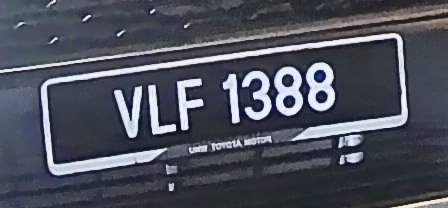 VLF 1388
UMW TOYOTA MOTOR